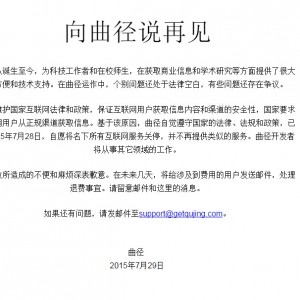 向曲径说再见
诞生至今，为科技工作者和在校师生，在获取商业信息和学术研究等方面提供了很大
方便和技术支持。在曲径运作中，个别问题还处于法律空白，有些问题还存在争议。
护国家互联网法律和政策，保证互联网用户获取信息内容和渠道的安全性，国家要求
用户从正规渠道获取信息。基于该原因，曲径自觉遵守国家的法律、法规和政策，已
5年7月28日，自愿将名下所有互联网服务关停，并不再提供类似的服务。曲径开发者
将从事其它领域的工作。
所造成的不便和麻烦深表歉意。在未来几天，将给涉及到费用的用户发送邮件，处理
退费事宜。请留意邮件和这里的消息。
如果还有问题，请发邮件至support@getqujing.com。
曲径
2015年7月29日